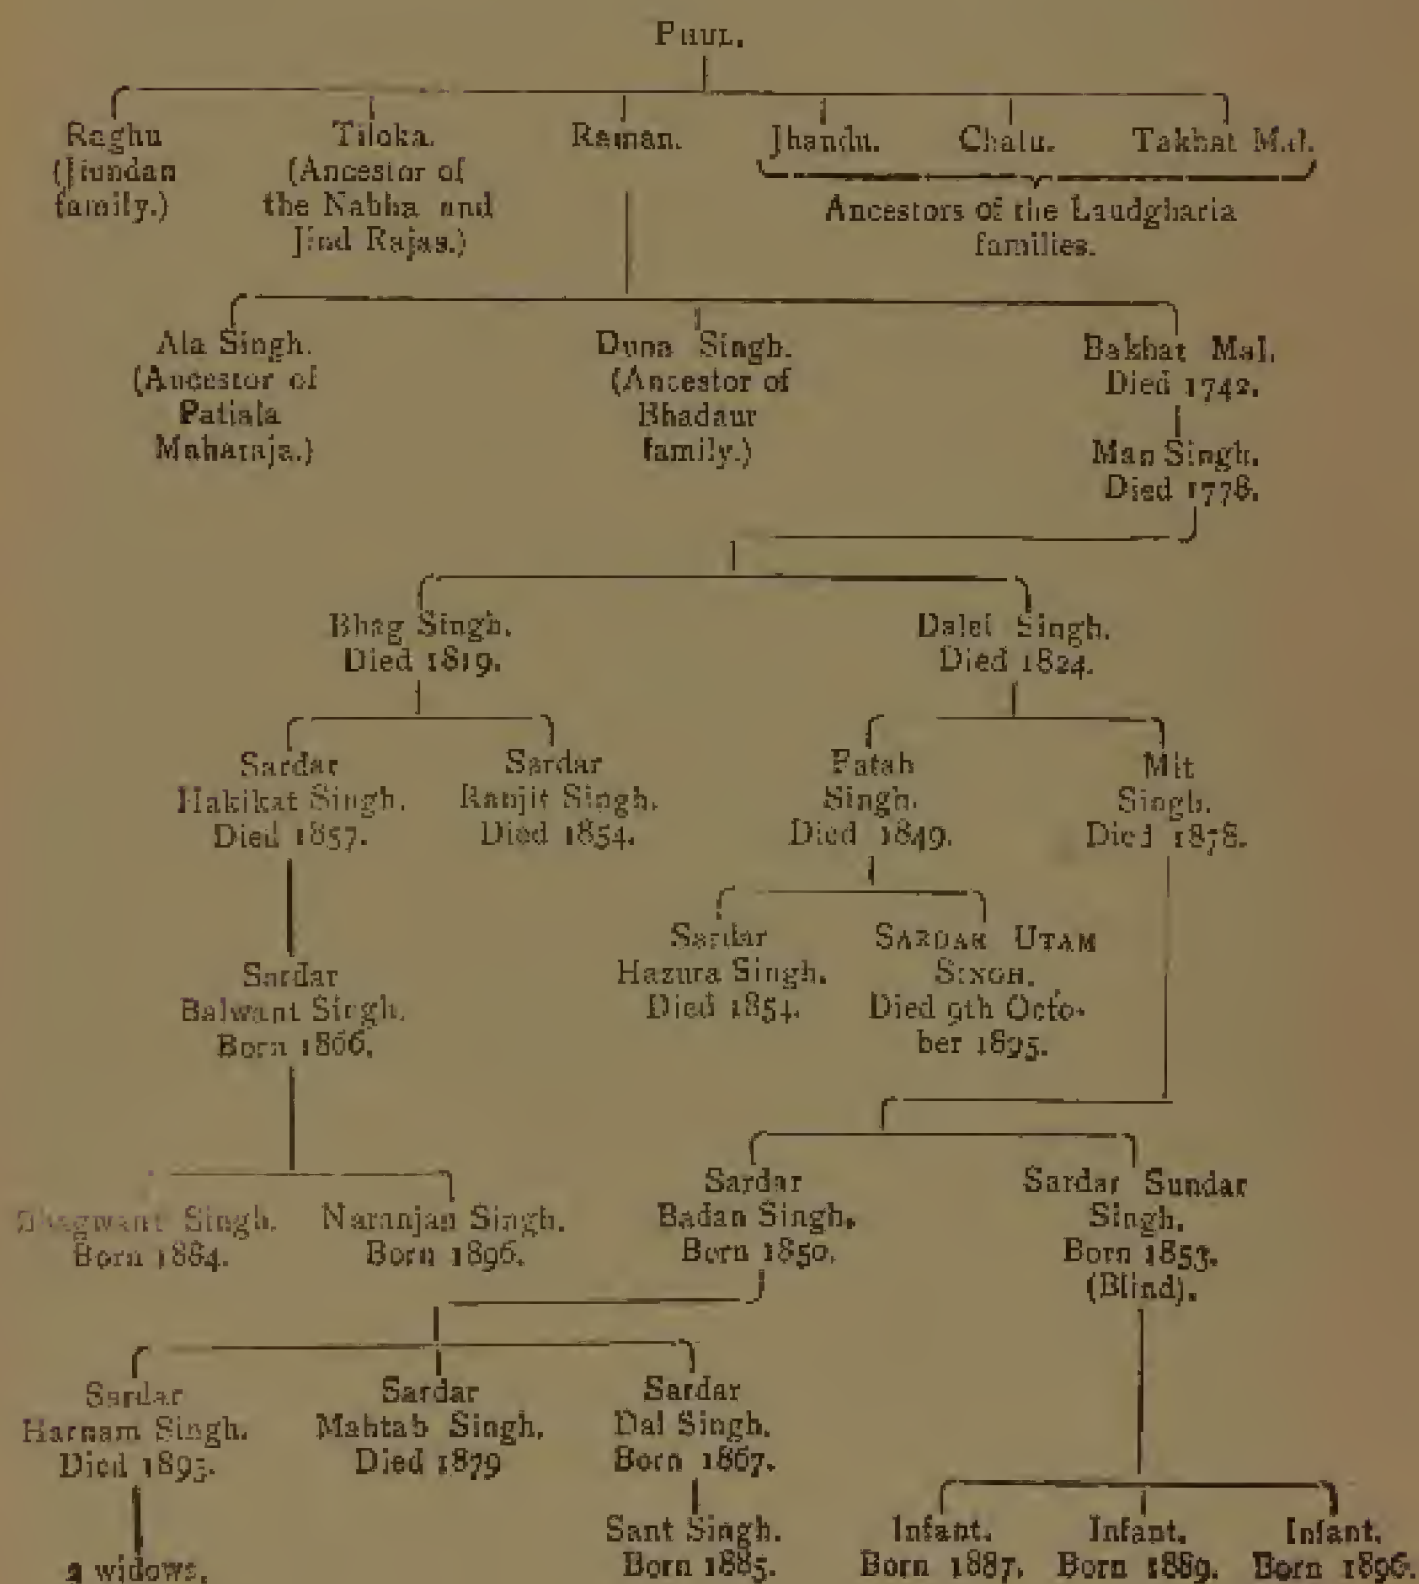 PHUL.
Raghu
(Jiundan
family.)
Tiloka.
(Ancestor of
the Nabha and
Jind Rajas.)
Raman.
Jhandu.
Chatu.
Takhat Mal.
Ancestors of the Laudgharia
families.
Ala Singh.
(Ancestor of
Patiala
Maharaja.)
Duna Singh.
(Ancestor of
Bhadaur
family.)
Bakhat Mal.
Died 1742.
Man Singh.
Died 1778.
Bhag Singh.
Died 1819.
Dalel Singh.
Died 1824.
Sardar
Hakikat Singh.
Died 1857.
Sardar
Ranjit Singh.
Died 1854.
Fatah
Singh.
Died 1849.
Mit
Singh.
Died 1878.
Sardar
Hazura Singh.
Died 1854.
SARDAR UTAM
SINGH.
Died 9th Octo-
ber 1895.
Sardar
Balwant Singh.
Born 1866.
Bhagwant Singh.
Born 1884.
Naranjan Singh.
Born 1896.
Sardar
Badan Singh.
Born 1850.
Sardar Sundar
Singh.
Born 1853.
(Blind).
Sardar
Harnam Singh.
Died
Sardar
Mahtab Singh.
Died 1879
Sardar
Dal Singh.
Born 1867.
Sant Singh.
Born 1885.
Infant.
Born 1887.
Infant.
Born 1889.
Infant.
Born 1896.
2 widows.